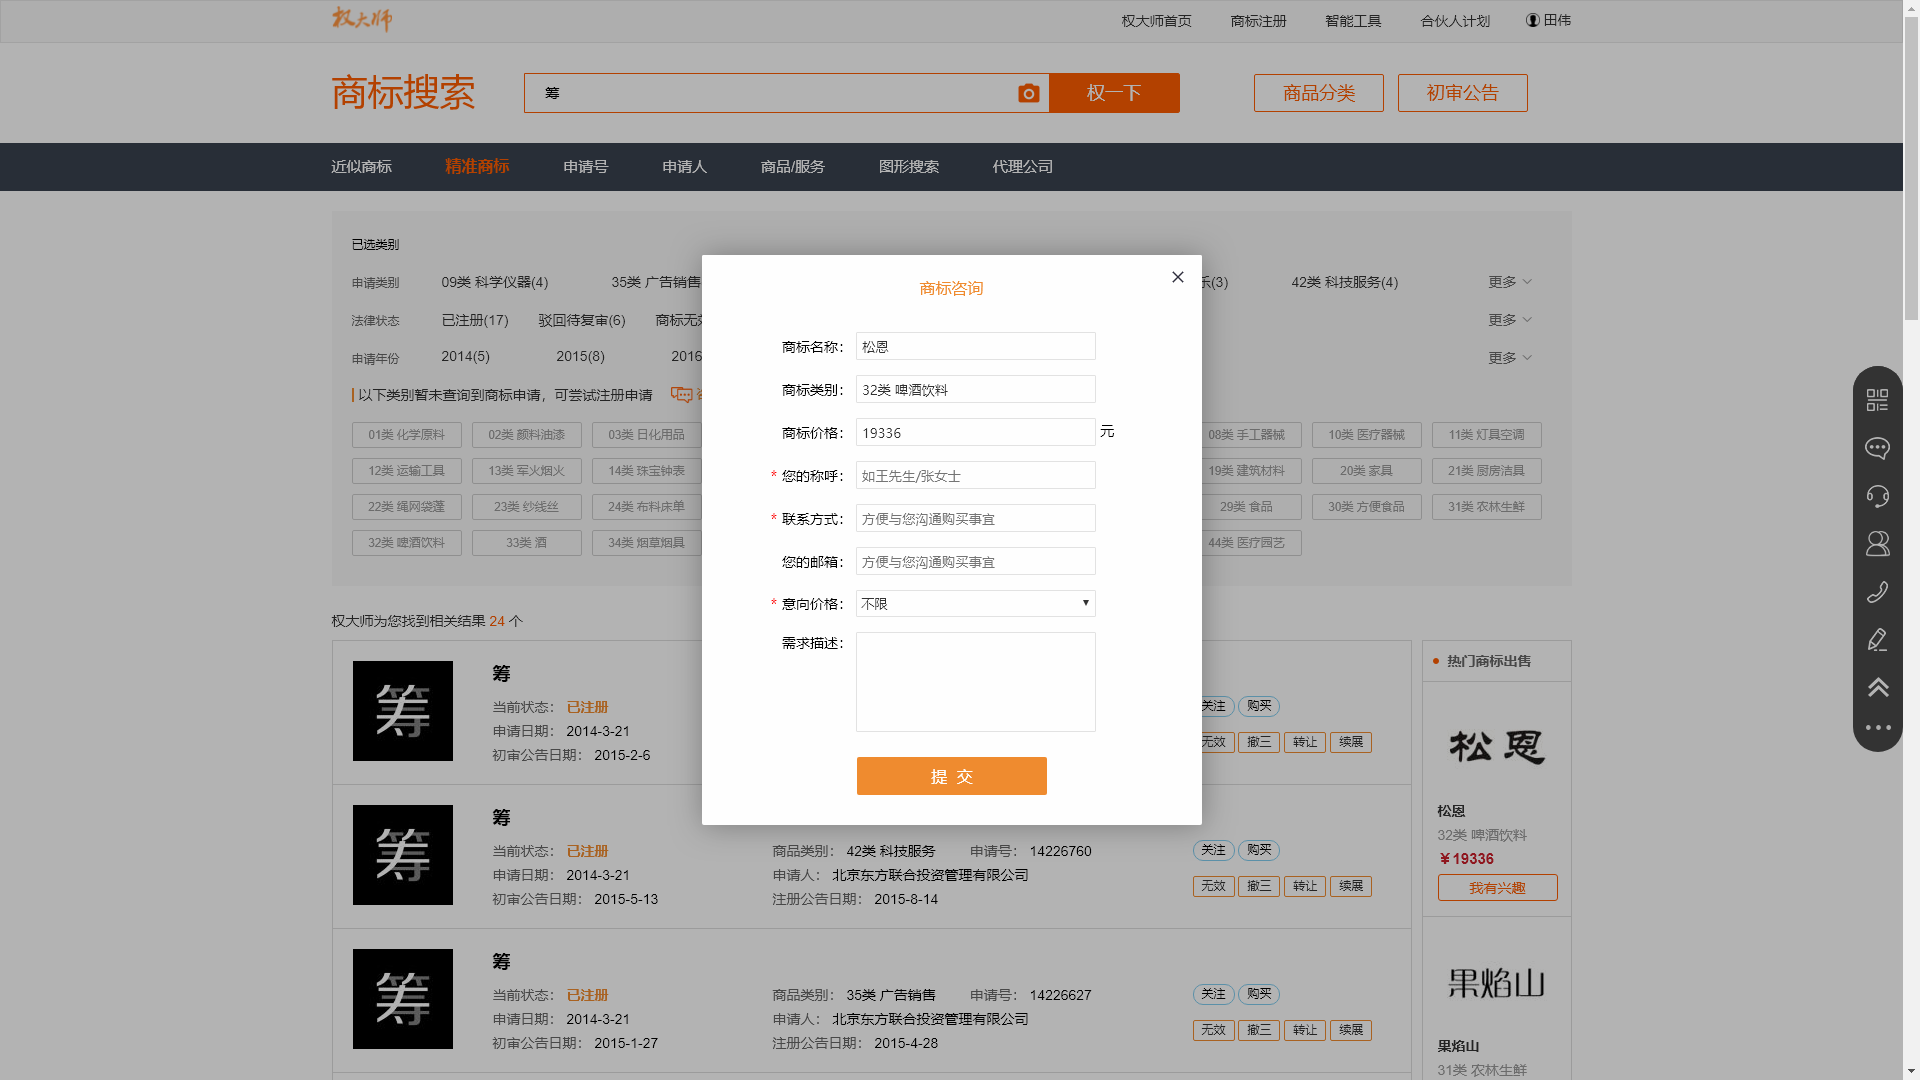 权大师
权大师首页 商标注册 智能工具 合伙人计划 田伟
商标搜索 筹 权一下 商品分类 初审公告
近似商标 精准商标 申请号 申请人 商品/服务 图形搜索 代理公司
已选类别
申请类别 09类 科学仪器(4) 35类 广告销售 (3) 42类 科技服务(4) 更多
法律状态 已注册(17) 驳回待复审(6) 商标无 更多
申请年份 2014(5) 2015(8) 2016 更多
以下类别暂未查询到商标申请，可尝试注册申请
01类 化学原料 02类 颜料油漆 03类 日化用品 08类 手工器械 10类 医疗器械 11类 灯具空调
12类 运输工具 13类 军火烟火 14类 珠宝钟表 19类 建筑材料 20类 家具 21类 厨房洁具
22类 绳网袋蓬 23类 纱线丝 24类 布料床单 29类 食品 30类 方便食品 31类 农林生鲜
32类 啤酒饮料 33类 酒 34类 烟草烟具 44类 医疗园艺
商标咨询
商标名称： 松恩
商标类别： 32类 啤酒饮料
商标价格： 19336 元
* 您的称呼： 如王先生/张女士
* 联系方式： 方便与您沟通购买事宜
您的邮箱： 方便与您沟通购买事宜
* 意向价格： 不限
需求描述：
提 交
权大师为您找到相关结果 24 个
筹
筹
当前状态： 已注册
申请日期： 2014-3-21
初审公告日期： 2015-2-6
关注 购买
无效 撤三 转让 续展
筹
筹
当前状态： 已注册 商品类别： 42类 科技服务 申请号： 14226760
申请日期： 2014-3-21 申请人： 北京东方联合投资管理有限公司
初审公告日期： 2015-5-13 注册公告日期： 2015-8-14
关注 购买
无效 撤三 转让 续展
筹
筹
当前状态： 已注册 商品类别： 35类 广告销售 申请号： 14226627
申请日期： 2014-3-21 申请人： 北京东方联合投资管理有限公司
初审公告日期： 2015-1-27 注册公告日期： 2015-4-28
关注 购买
无效 撤三 转让 续展
热门商标出售
松恩
松恩
32类 啤酒饮料
￥19336
我有兴趣
果焰山
果焰山
31类 农林生鲜